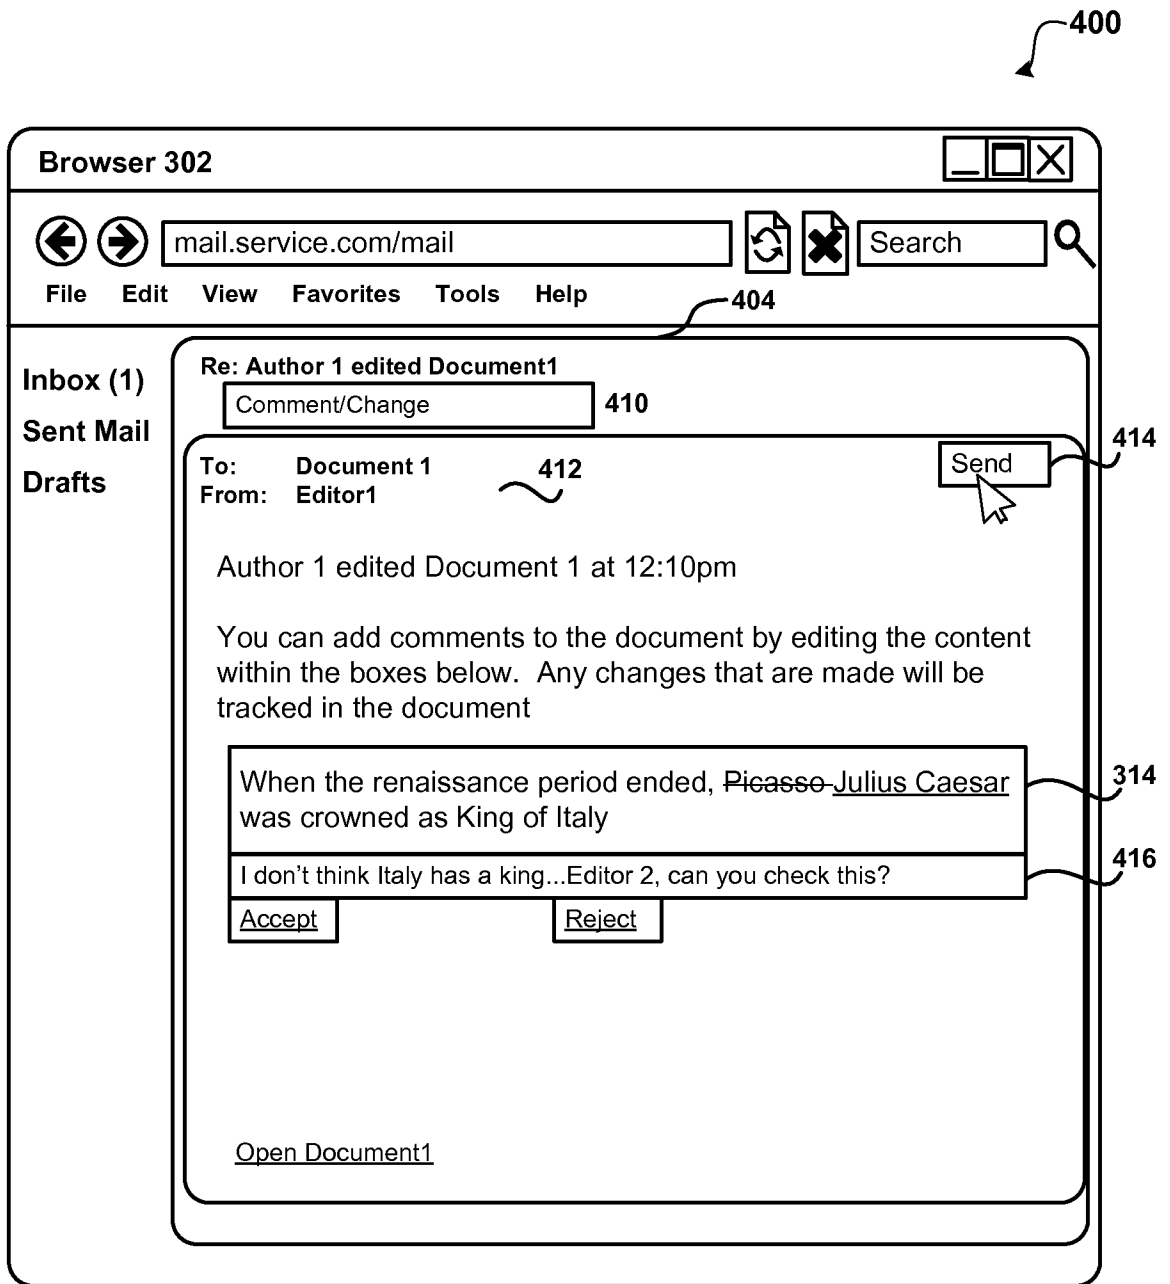 400
Browser 302
mail.service.com/mail
Search
File Edit View Favorites Tools Help
404
Inbox (1)
Sent Mail
Drafts
Re: Author 1 edited Document1
Comment/Change
410
414
To: Document 1
From: Editor1
412
Send
Author 1 edited Document 1 at 12:10pm
You can add comments to the document by editing the content
within the boxes below. Any changes that are made will be
tracked in the document
When the renaissance period ended, Picasso Julius Caesar
was crowned as King of Italy
314
I don't think Italy has a king...Editor 2, can you check this?
416
Accept Reject
Open Document1